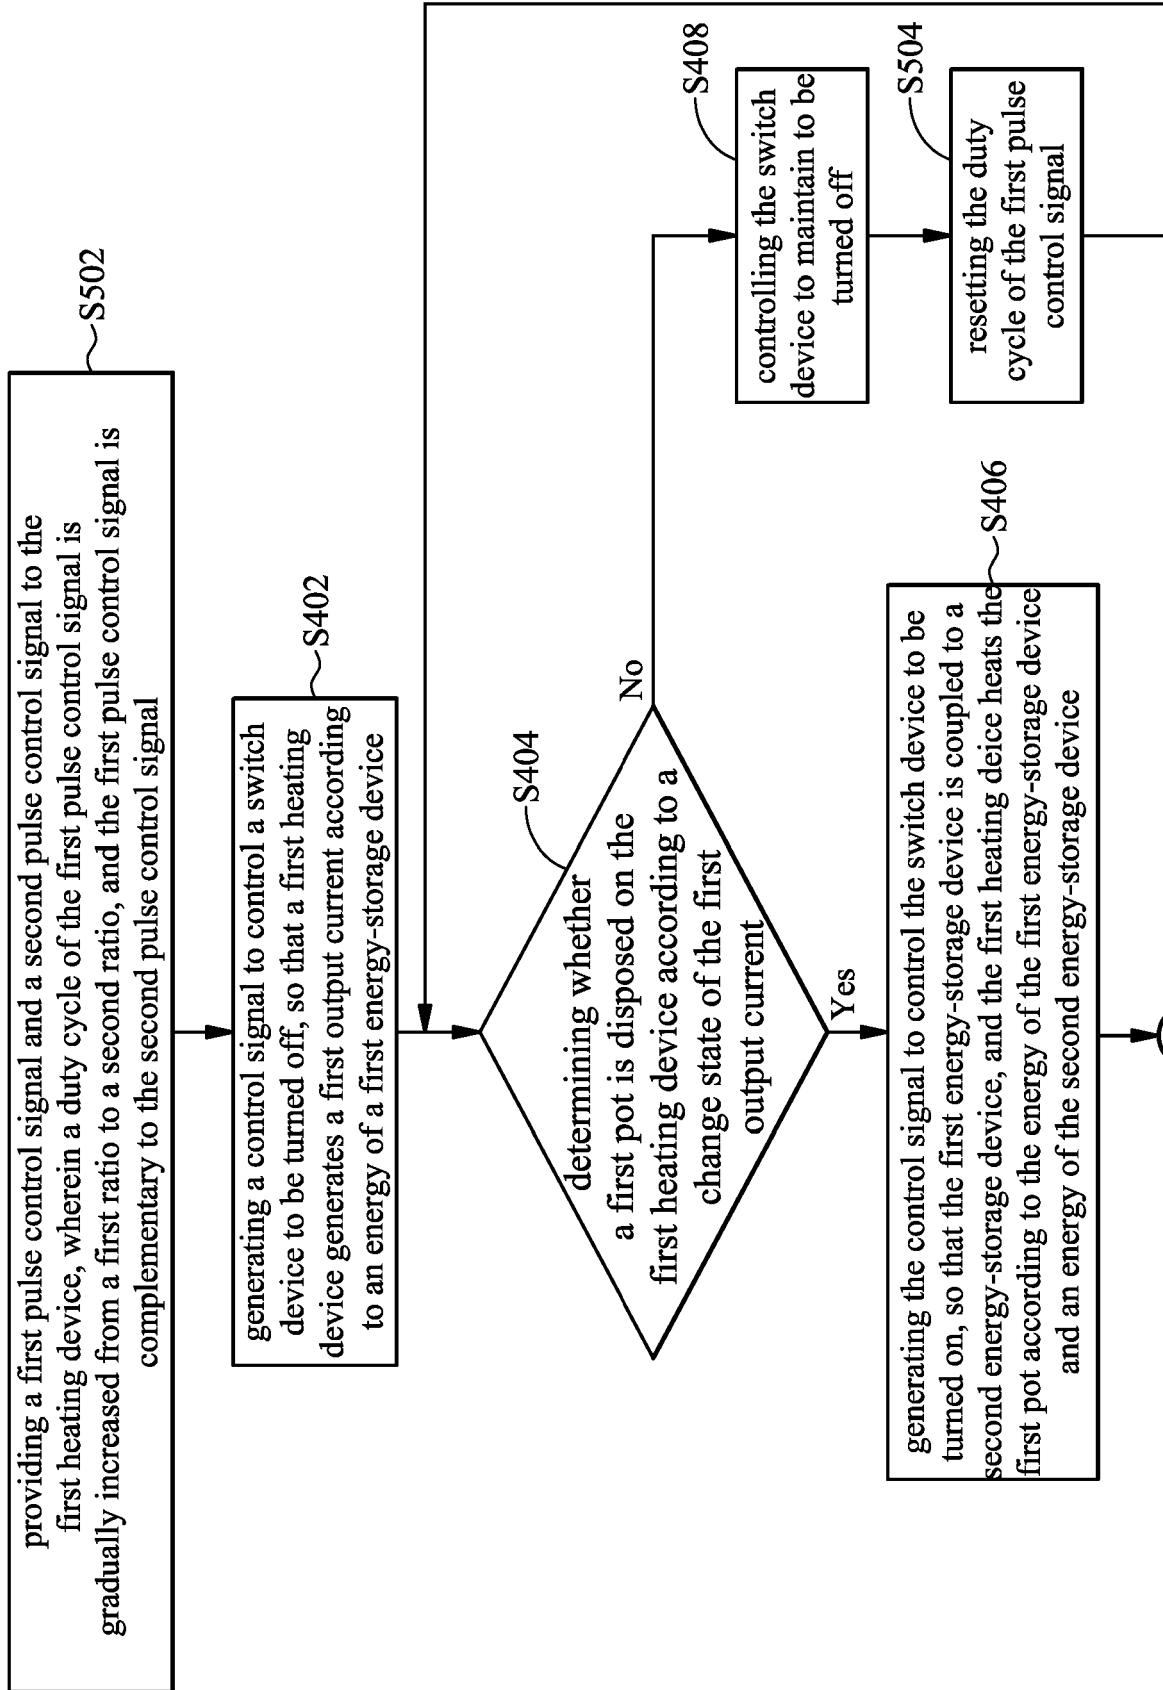 providing a first pulse control signal and a second pulse control signal to the
first heating device, wherein a duty cycle of the first pulse control signal is
gradually increased from a first ratio to a second ratio, and the first pulse control signal is
complementary to the second pulse control signal
S502
generating a control signal to control a switch
device to be turned off, so that a first heating
device generates a first output current according
to an energy of a first energy-storage device
S402
determining whether
a first pot is disposed on the
first heating device according to a
change state of the first
output current
S404
No
Yes
controlling the switch
device to maintain to be
turned off
S408
resetting the duty
cycle of the first pulse
control signal
S504
generating the control signal to control the switch device to be
turned on, so that the first energy-storage device is coupled to a
second energy-storage device, and the first heating deice heats the
first pot according to the energy of the first energy-storage device
and an energy of the second energy-storage device
S406